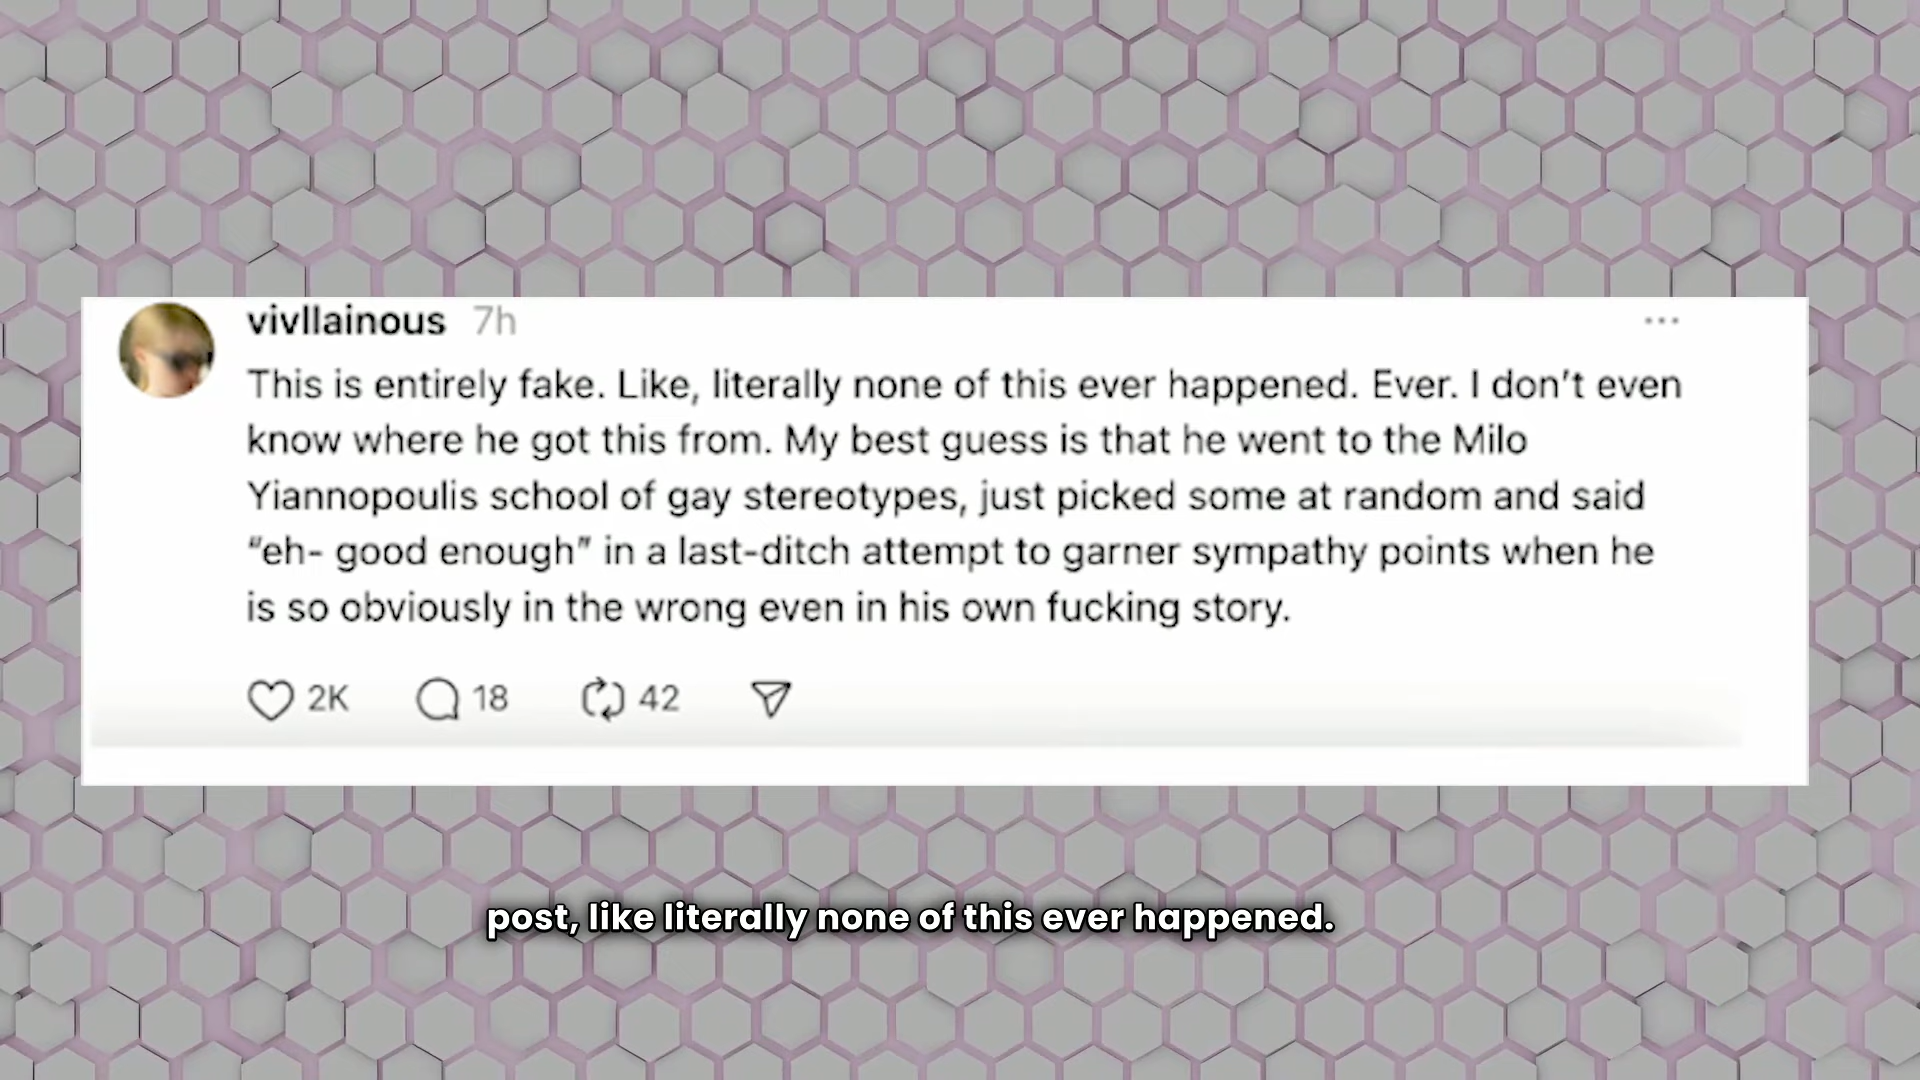 vivllainous 7h
This is entirely fake. Like, literally none of this ever happened. Ever. I don’t even
know where he got this from. My best guess is that he went to the Milo
Yiannopoulis school of gay stereotypes, just picked some at random and said
“eh- good enough” in a last-ditch attempt to garner sympathy points when he
is so obviously in the wrong even in his own fucking story.
2K 18 42
post, like literally none of this ever happened.